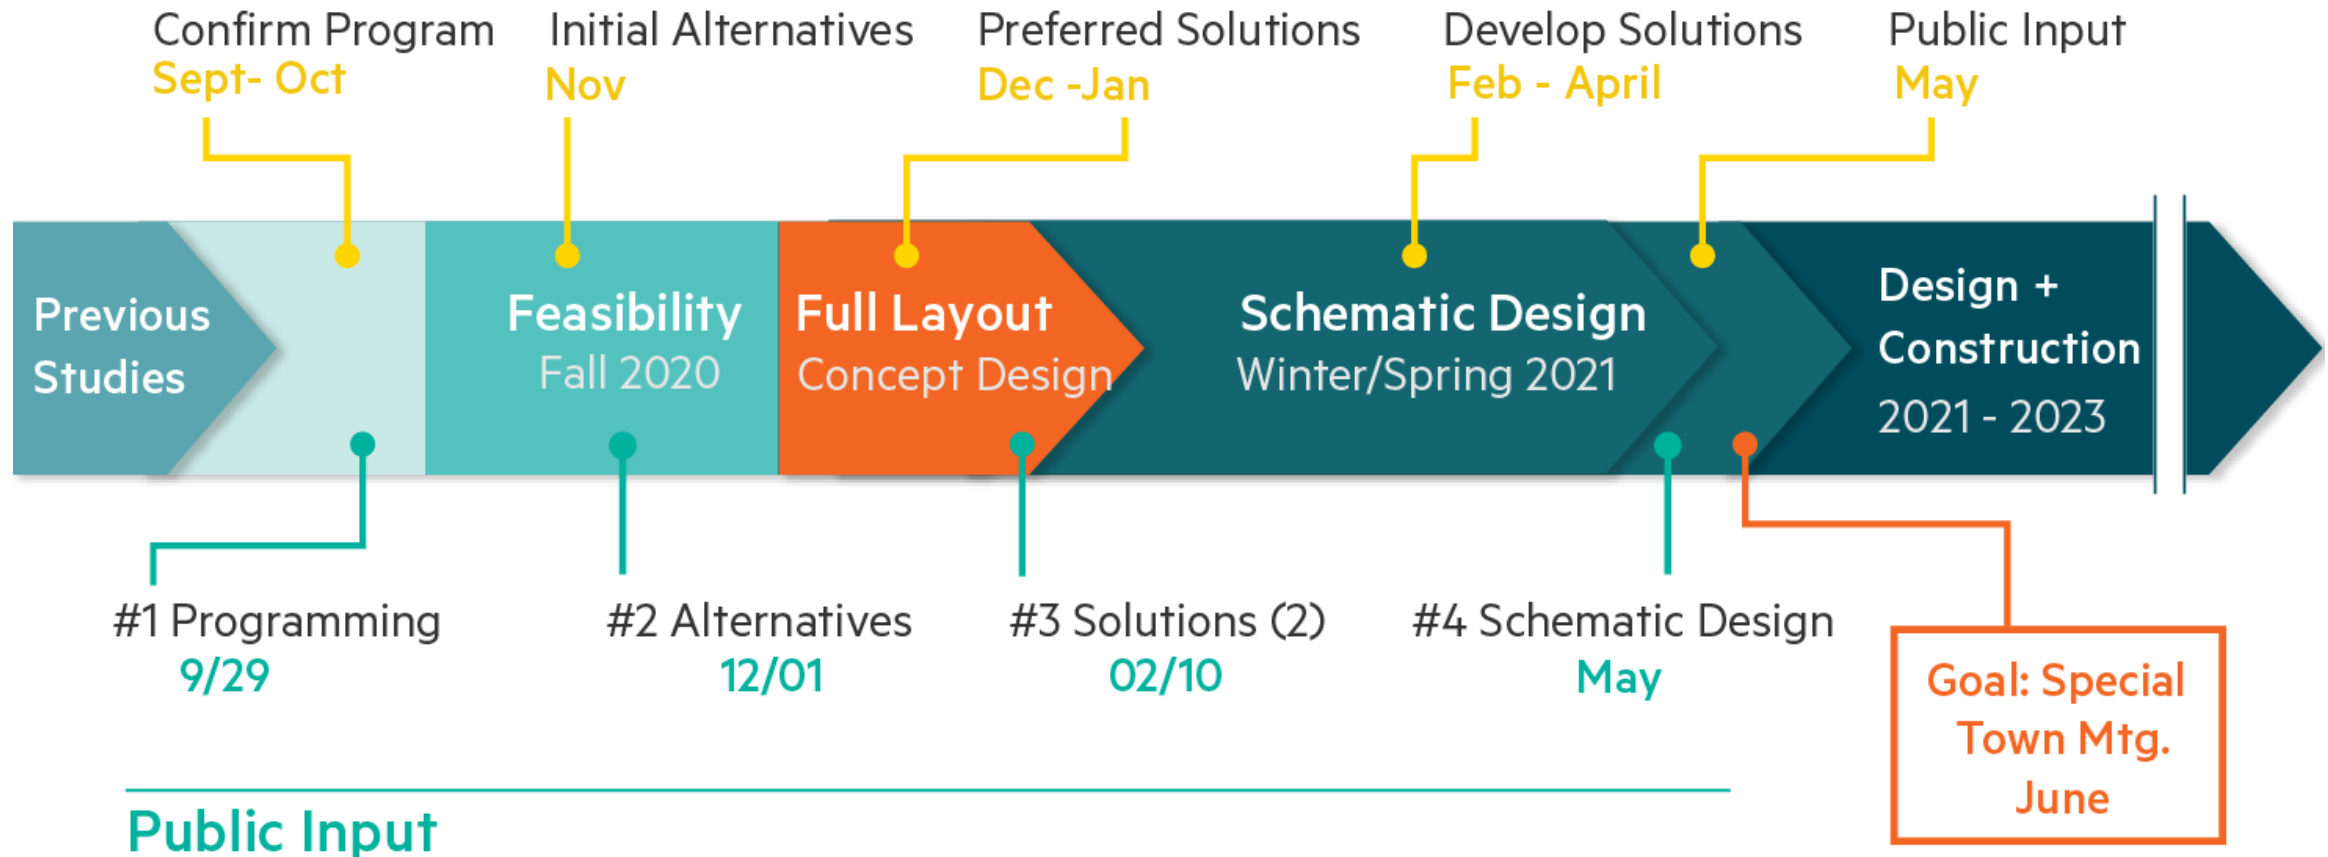 Confirm Program
Sept- Oct
Initial Alternatives
Nov
Preferred Solutions
Dec -Jan
Develop Solutions
Feb - April
Public Input
May
Previous
Studies
Feasibility
Fall 2020
Full Layout
Concept Design
Schematic Design
Winter/Spring 2021
Design +
Construction
2021 - 2023
#1 Programming
9/29
#2 Alternatives
12/01
#3 Solutions (2)
02/10
#4 Schematic Design
May
Goal: Special
Town Mtg.
June
Public Input